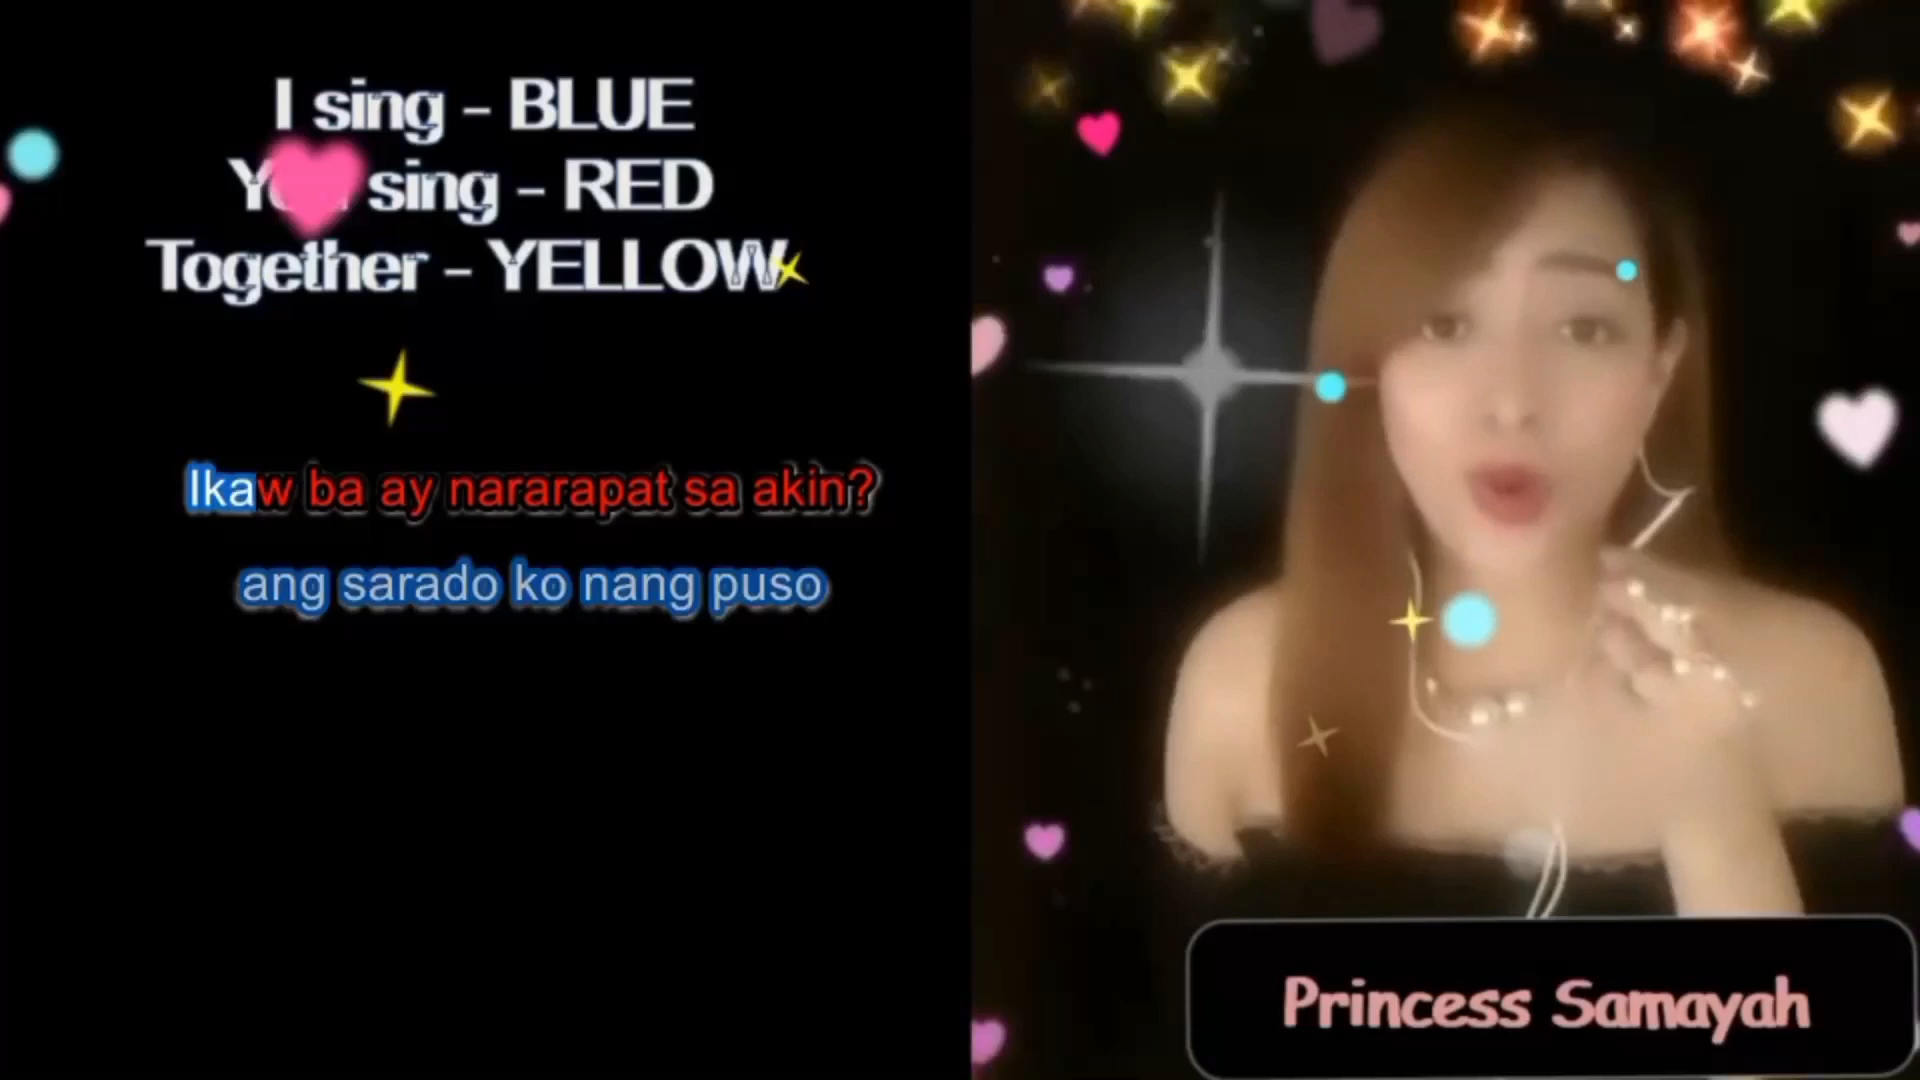 I sing - BLUE
You sing - RED
Together - YELLOW
Ikaw ba ay nararapat sa akin?
ang sarado ko nang puso
Princess Samayah